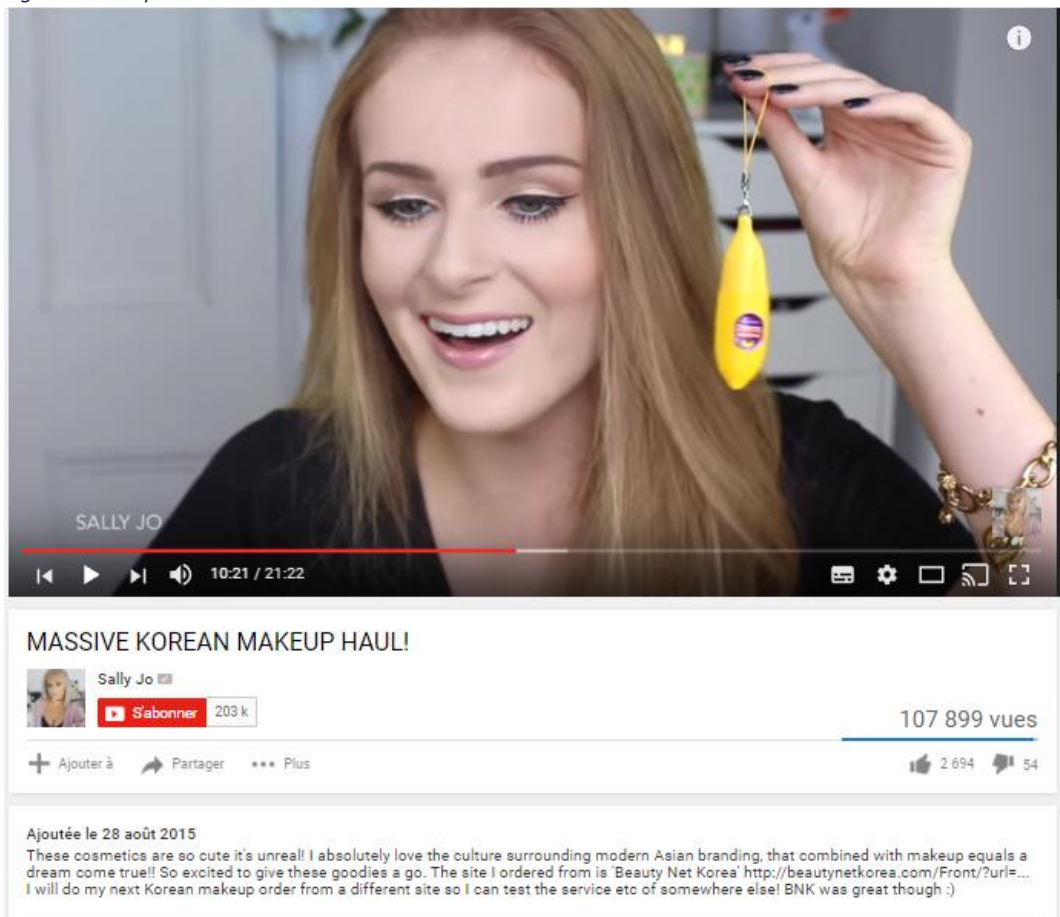 SALLY JO
10:21 / 21:22
MASSIVE KOREAN MAKEUP HAUL!
Sally Jo
S'abonner 203 k
107 899 vues
Ajouter à Partager ••• Plus 2 694 54
Ajoutée le 28 août 2015
These cosmetics are so cute it's unreal! I absolutely love the culture surrounding modern Asian branding, that combined with makeup equals a
dream come true!! So excited to give these goodies a go. The site I ordered from is 'Beauty Net Korea' http://beautynetkorea.com/Front/?url=...
I will do my next Korean makeup order from a different site so I can test the service etc of somewhere else! BNK was great though :)